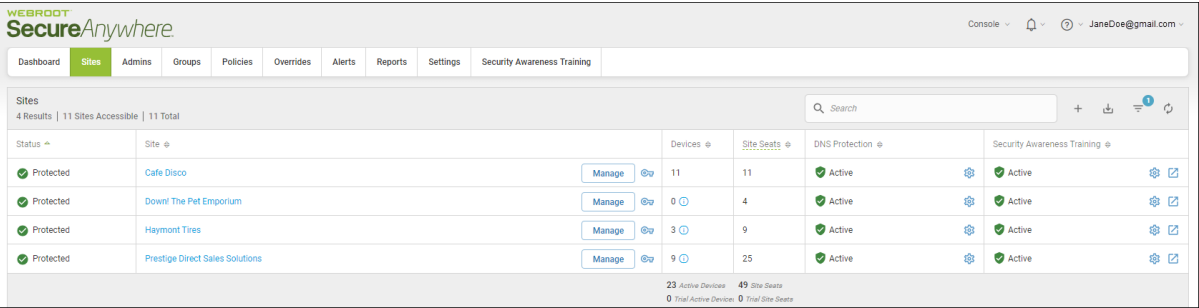 WEBROOT
SecureAnywhere.
Console JaneDoe@gmail.com
Dashboard Sites Admins Groups Policies Overrides Alerts Reports Settings Security Awareness Training
Sites
4 Results | 11 Sites Accessible | 11 Total
Search
1
Status Site Devices Site Seats DNS Protection Security Awareness Training
Protected Cafe Disco Manage 11 11 Active Active
Protected Down! The Pet Emporium Manage 0 4 Active Active
Protected Haymont Tires Manage 3 9 Active Active
Protected Prestige Direct Sales Solutions Manage 9 25 Active Active
23 Active Devices 49 Site Seats
0 Trial Active Devices 0 Trial Site Seats